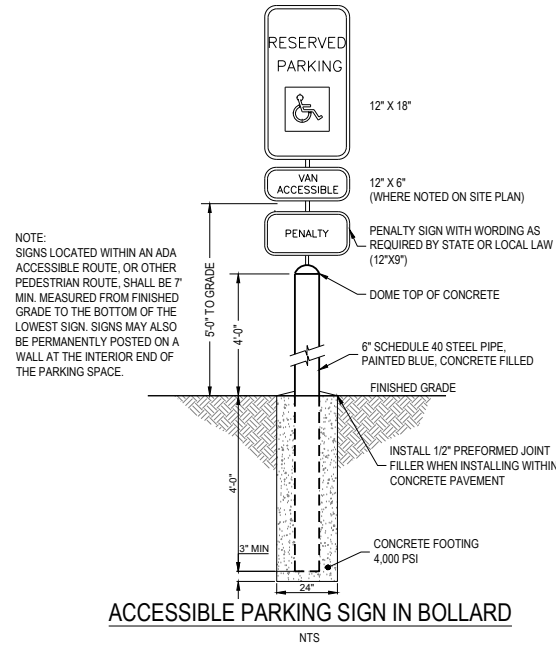 RESERVED
PARKING
12" X 18"
VAN
ACCESSIBLE
12" X 6"
(WHERE NOTED ON SITE PLAN)
PENALTY
PENALTY SIGN WITH WORDING AS
REQUIRED BY STATE OR LOCAL LAW
(12"X9")
NOTE:
SIGNS LOCATED WITHIN AN ADA
ACCESSIBLE ROUTE, OR OTHER
PEDESTRIAN ROUTE, SHALL BE 7'
MIN. MEASURED FROM FINISHED
GRADE TO THE BOTTOM OF THE
LOWEST SIGN. SIGNS MAY ALSO
BE PERMANENTLY POSTED ON A
WALL AT THE INTERIOR END OF
THE PARKING SPACE.
5'-0" TO GRADE
4'-0"
DOME TOP OF CONCRETE
6" SCHEDULE 40 STEEL PIPE,
PAINTED BLUE, CONCRETE FILLED
FINISHED GRADE
INSTALL 1/2" PREFORMED JOINT
FILLER WHEN INSTALLING WITHIN
CONCRETE PAVEMENT
4'-0"
3" MIN
CONCRETE FOOTING
4,000 PSI
24"
ACCESSIBLE PARKING SIGN IN BOLLARD
NTS